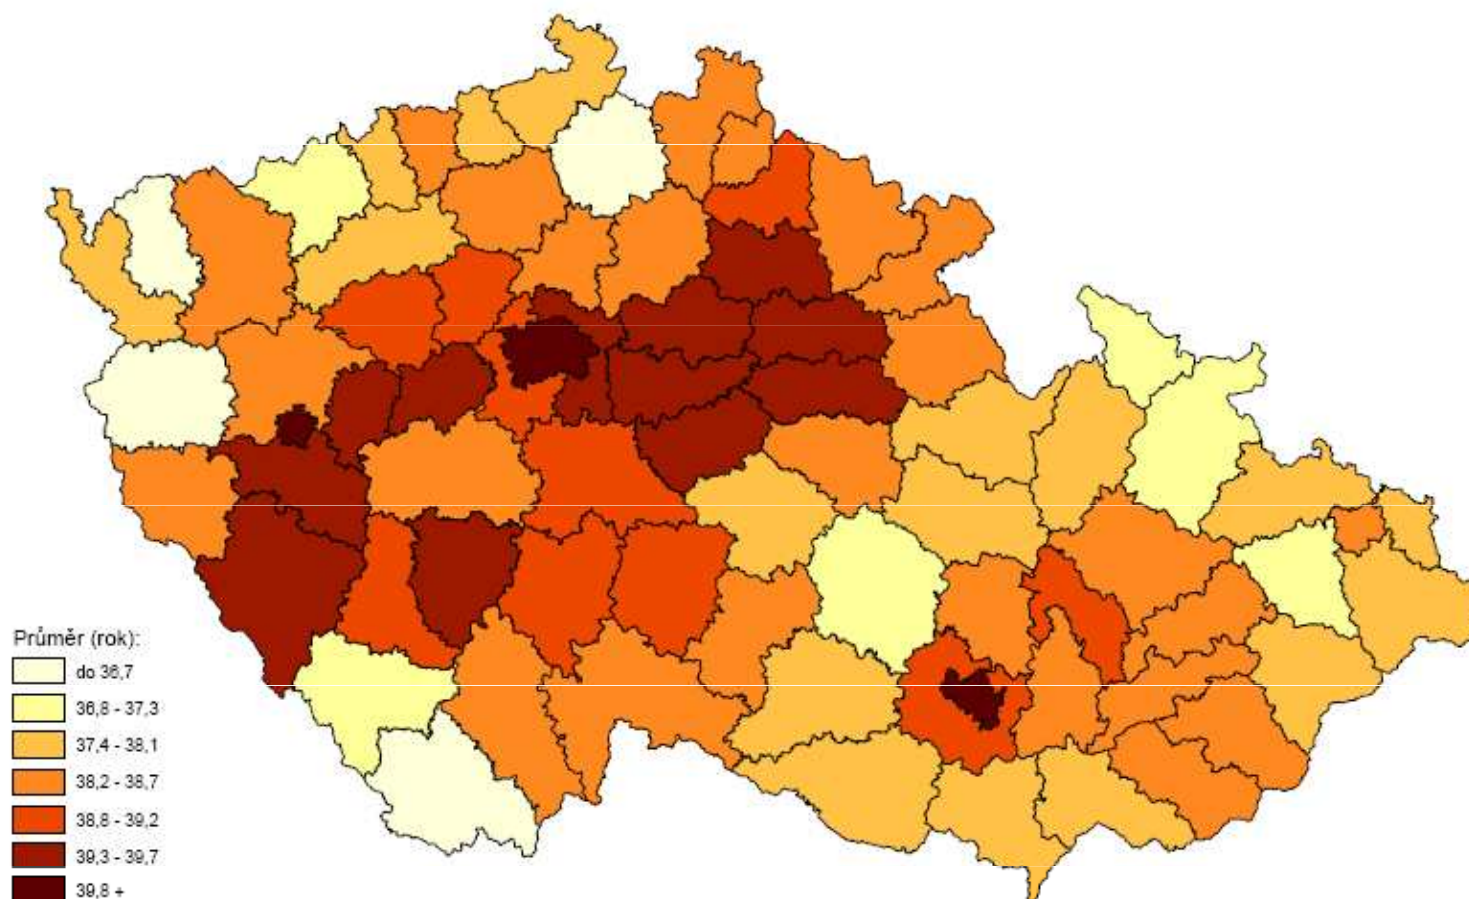 Průměr (rok):
do 36,7
36,8 - 37,3
37,4 - 38,1
38,2 - 38,7
38,8 - 39,2
39,3 - 39,7
39,8 +